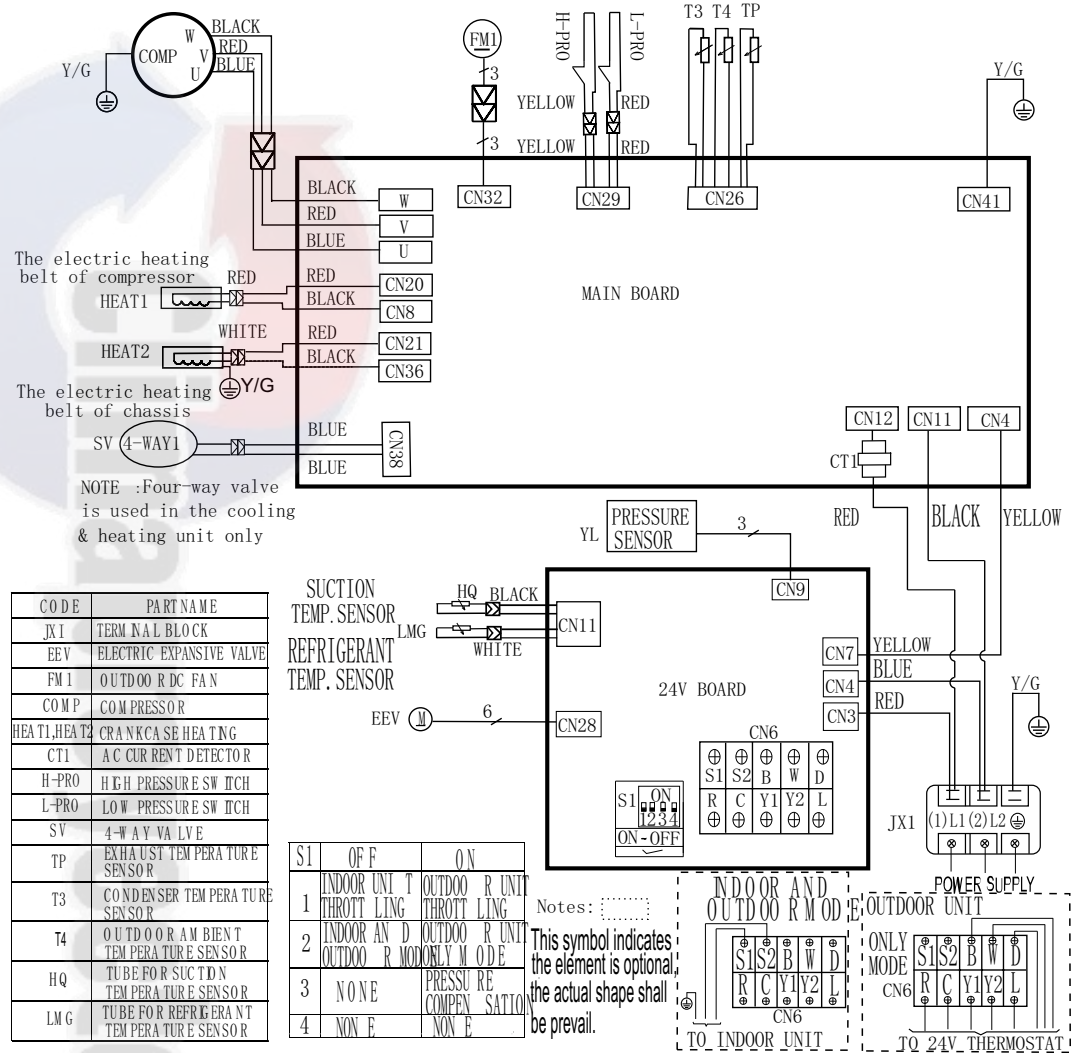 BLACK
RED
BLUE
W
V
U
COMP
Y/G
FM1
3
3
H-PRO
L-PRO
YELLOW
RED
YELLOW
RED
T3 T4 TP
Y/G
CN32
CN29
CN26
CN41
BLACK
W
RED
V
BLUE
U
The electric heating
belt of compressor
RED
HEAT1
RED
CN20
BLACK
CN8
WHITE
HEAT2
RED
CN21
BLACK
CN36
Y/G
The electric heating
belt of chassis
SV
4-WAY1
BLUE
BLUE
CN38
NOTE :Four-way valve
is used in the cooling
& heating unit only
MAIN BOARD
CN12
CN11
CN4
CT1
RED
BLACK
YELLOW
YL
PRESSURE
SENSOR
3
CN9
SUCTION
TEMP.SENSOR
HQ
BLACK
LMG
WHITE
REFRIGERANT
TEMP.SENSOR
CN11
EEV
M
6
CN28
24V BOARD
CN7
YELLOW
CN4
BLUE
CN3
RED
Y/G
CN6
S1 S2 B W D
R C Y1 Y2 L
S1
ON
1234
ON-OFF
JX1
(1)L1 (2)L2
POWER SUPPLY
CODE PARTNAME
JX1 TERMINAL BLOCK
EEV ELECTRIC EXPANSIVE VALVE
FM1 OUTDOOR DC FAN
COMP COMPRESSOR
HEAT1,HEAT2 CRANKCASE HEATING
CT1 AC CURRENT DETECTOR
H-PRO HIGH PRESSURE SWITCH
L-PRO LOW PRESSURE SWITCH
SV 4-WAY VALVE
TP EXHAUST TEMPERATURE
SENSOR
T3 CONDENSER TEMPERATURE
SENSOR
T4 OUTDOOR AMBIENT
TEMPERATURE SENSOR
HQ TUBE FOR SUCTION
TEMPERATURE SENSOR
LMG TUBE FOR REFRIGERANT
TEMPERATURE SENSOR
S1 OFF ON
1 INDOOR UNIT THROTTLING OUTDOOR UNIT THROTTLING
2 INDOOR AND OUTDOOR MODE OUTDOOR UNIT ONLY MODE
3 NONE PRESSURE COMPENSATION
4 NONE NONE
Notes:
This symbol indicates
the element is optional,
the actual shape shall
be prevail.
INDOOR AND
OUTDOOR MODE
S1 S2 B W D
R C Y1 Y2 L
CN6
TO INDOOR UNIT
OUTDOOR UNIT
ONLY
MODE
CN6
S1 S2 B W D
R C Y1 Y2 L
TO 24V THERMOSTAT